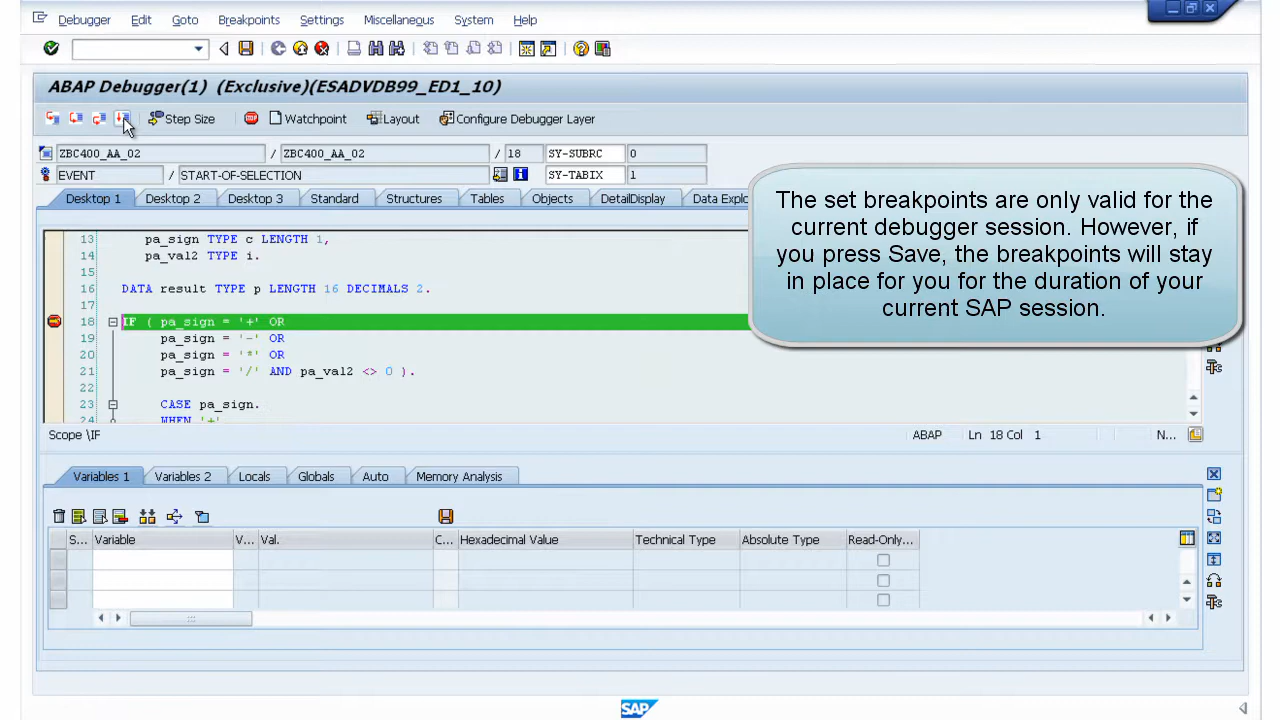 Debugger Edit Goto Breakpoints Settings Miscellaneous System Help
ABAP Debugger(1) (Exclusive)(ESADVDB99_ED1_10)
Step Size Watchpoint Layout Configure Debugger Layer
ZBC400_AA_02 / ZBC400_AA_02 / 18 SY-SUBRC 0
EVENT / START-OF-SELECTION SY-TABIX 1
Desktop 1 Desktop 2 Desktop 3 Standard Structures Tables Objects DetailDisplay Data Explo
The set breakpoints are only valid for the
current debugger session. However, if
you press Save, the breakpoints will stay
in place for you for the duration of your
current SAP session.
13 pa_sign TYPE c LENGTH 1,
14 pa_val2 TYPE i.
15
16 DATA result TYPE p LENGTH 16 DECIMALS 2.
17
18 IF ( pa_sign = '+' OR
19 pa_sign = '-' OR
20 pa_sign = '*' OR
21 pa_sign = '/' AND pa_val2 <> 0 ).
22
23 CASE pa_sign.
24 WHEN '+'
Scope \IF ABAP Ln 18 Col 1 N...
Variables 1 Variables 2 Locals Globals Auto Memory Analysis
S... Variable V... Val. C... Hexadecimal Value Technical Type Absolute Type Read-Only...
SAP